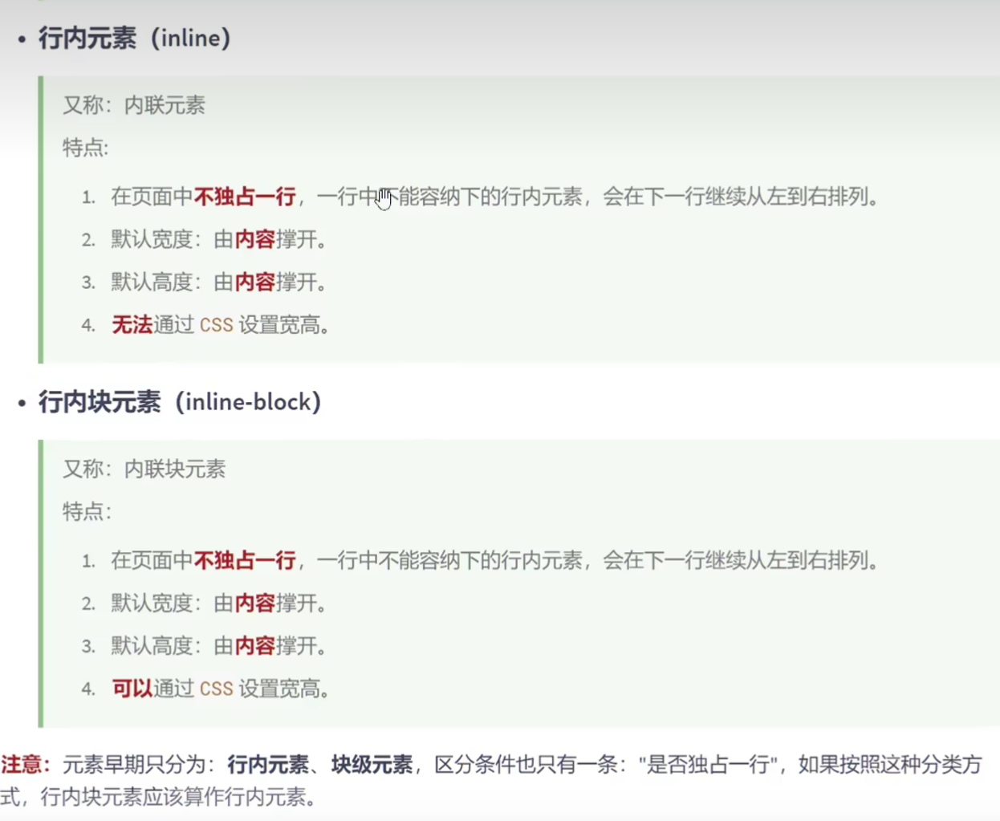 • 行内元素（inline）
又称：内联元素
特点:
1. 在页面中不独占一行，一行中不能容纳下的行内元素，会在下一行继续从左到右排列。
2. 默认宽度：由内容撑开。
3. 默认高度：由内容撑开。
4. 无法通过 CSS 设置宽高。
• 行内块元素（inline-block）
又称：内联块元素
特点：
1. 在页面中不独占一行，一行中不能容纳下的行内元素，会在下一行继续从左到右排列。
2. 默认宽度：由内容撑开。
3. 默认高度：由内容撑开。
4. 可以通过 CSS 设置宽高。
注意：元素早期只分为：行内元素、块级元素，区分条件也只有一条："是否独占一行"，如果按照这种分类方
式，行内块元素应该算作行内元素。